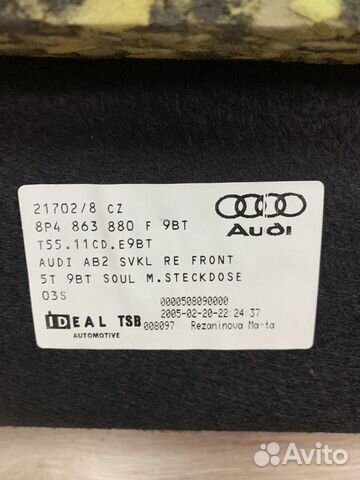 21702/8 CZ
8P4 863 880 F 9BT
T55.11CD.E9BT
Audi
AUDI AB2 SVKL RE FRONT
5T 9BT SOUL M.STECKDOSE
03S
0000508090000
2005-02-20-22:24:37
IDEAL TSB 008097 Rezaninova Marta
AUTOMOTIVE
Avito